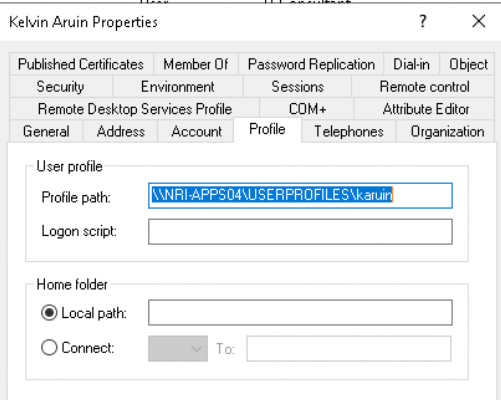 Kelvin Aruin Properties ? ×
Published Certificates Member Of Password Replication Dial-in Object
Security Environment Sessions Remote control
Remote Desktop Services Profile COM+ Attribute Editor
General Address Account Profile Telephones Organization
User profile
Profile path: \\NRI-APPS04\USERPROFILES\karuin
Logon script:
Home folder
Local path:
Connect: To: